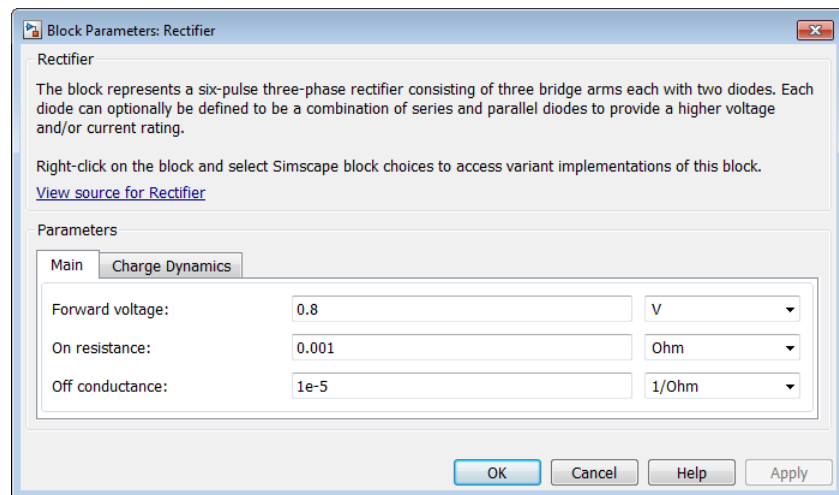 Block Parameters: Rectifier
Rectifier
The block represents a six-pulse three-phase rectifier consisting of three bridge arms each with two diodes. Each
diode can optionally be defined to be a combination of series and parallel diodes to provide a higher voltage
and/or current rating.
Right-click on the block and select Simscape block choices to access variant implementations of this block.
View source for Rectifier
Parameters
Main Charge Dynamics
Forward voltage: 0.8 V
On resistance: 0.001 Ohm
Off conductance: 1e-5 1/Ohm
OK Cancel Help Apply